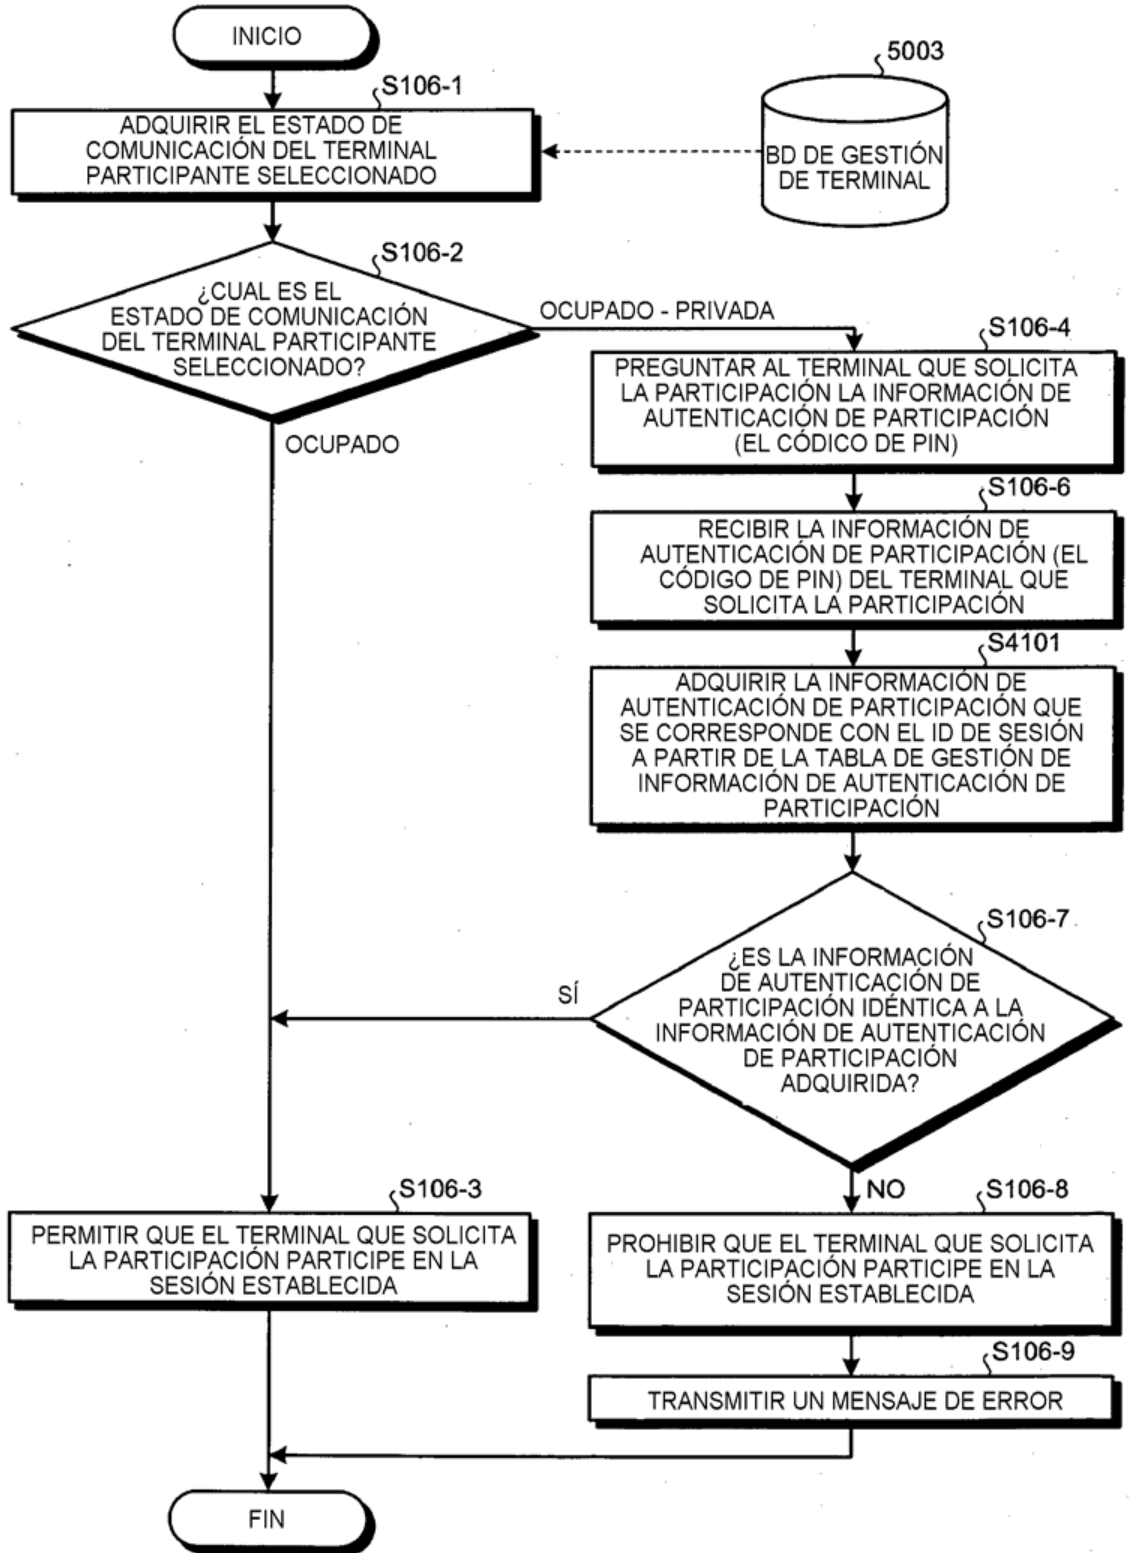 INICIO
S106-1
ADQUIRIR EL ESTADO DE
COMUNICACIÓN DEL TERMINAL
PARTICIPANTE SELECCIONADO
5003
BD DE GESTIÓN
DE TERMINAL
S106-2
¿CUAL ES EL
ESTADO DE COMUNICACIÓN
DEL TERMINAL PARTICIPANTE
SELECCIONADO?
OCUPADO - PRIVADA
OCUPADO
S106-4
PREGUNTAR AL TERMINAL QUE SOLICITA
LA PARTICIPACIÓN LA INFORMACIÓN DE
AUTENTICACIÓN DE PARTICIPACIÓN
(EL CÓDIGO DE PIN)
S106-6
RECIBIR LA INFORMACIÓN DE
AUTENTICACIÓN DE PARTICIPACIÓN (EL
CÓDIGO DE PIN) DEL TERMINAL QUE
SOLICITA LA PARTICIPACIÓN
S4101
ADQUIRIR LA INFORMACIÓN DE
AUTENTICACIÓN DE PARTICIPACIÓN QUE
SE CORRESPONDE CON EL ID DE SESIÓN
A PARTIR DE LA TABLA DE GESTIÓN DE
INFORMACIÓN DE AUTENTICACIÓN DE
PARTICIPACIÓN
S106-7
¿ES LA INFORMACIÓN
DE AUTENTICACIÓN DE
PARTICIPACIÓN IDÉNTICA A LA
INFORMACIÓN DE AUTENTICACIÓN
DE PARTICIPACIÓN
ADQUIRIDA?
SÍ
NO
S106-3
PERMITIR QUE EL TERMINAL QUE SOLICITA
LA PARTICIPACIÓN PARTICIPE EN LA
SESIÓN ESTABLECIDA
S106-8
PROHIBIR QUE EL TERMINAL QUE SOLICITA
LA PARTICIPACIÓN PARTICIPE EN LA
SESIÓN ESTABLECIDA
S106-9
TRANSMITIR UN MENSAJE DE ERROR
FIN